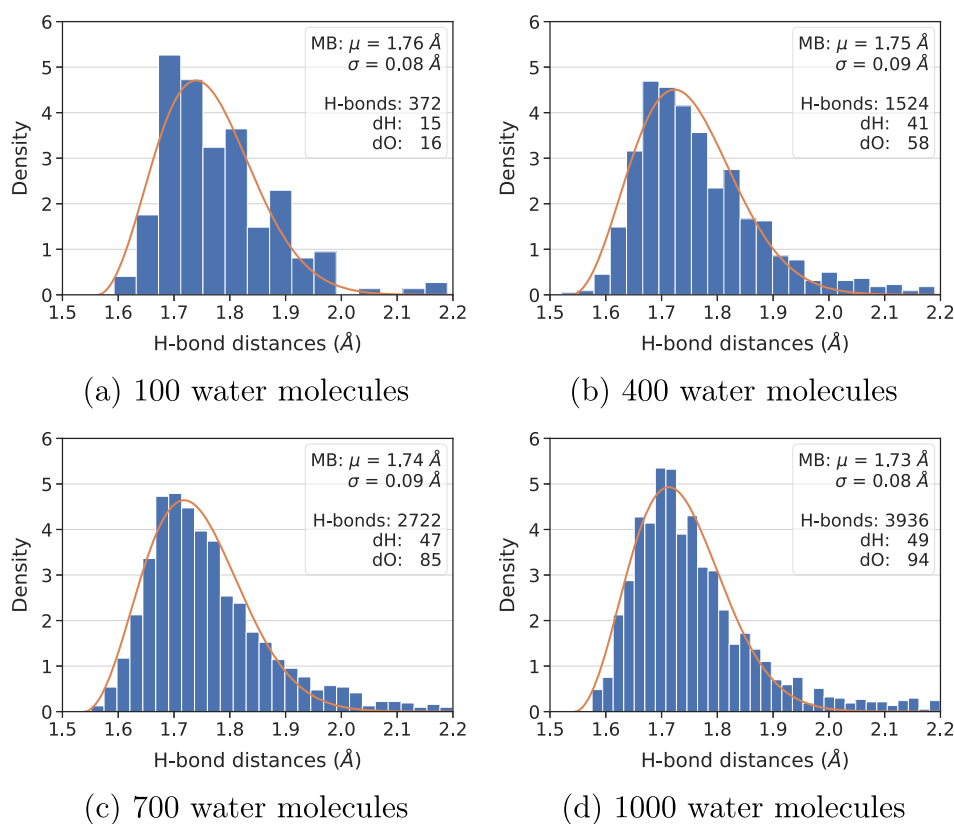 6
5
4
3
2
1
0
Density
MB: μ = 1.76 Å
σ = 0.08 Å
H-bonds: 372
dH: 15
dO: 16
1.5 1.6 1.7 1.8 1.9 2.0 2.1 2.2
H-bond distances (Å)
(a) 100 water molecules
6
5
4
3
2
1
0
Density
MB: μ = 1.75 Å
σ = 0.09 Å
H-bonds: 1524
dH: 41
dO: 58
1.5 1.6 1.7 1.8 1.9 2.0 2.1 2.2
H-bond distances (Å)
(b) 400 water molecules
6
5
4
3
2
1
0
Density
MB: μ = 1.74 Å
σ = 0.09 Å
H-bonds: 2722
dH: 47
dO: 85
1.5 1.6 1.7 1.8 1.9 2.0 2.1 2.2
H-bond distances (Å)
(c) 700 water molecules
6
5
4
3
2
1
0
Density
MB: μ = 1.73 Å
σ = 0.08 Å
H-bonds: 3936
dH: 49
dO: 94
1.5 1.6 1.7 1.8 1.9 2.0 2.1 2.2
H-bond distances (Å)
(d) 1000 water molecules